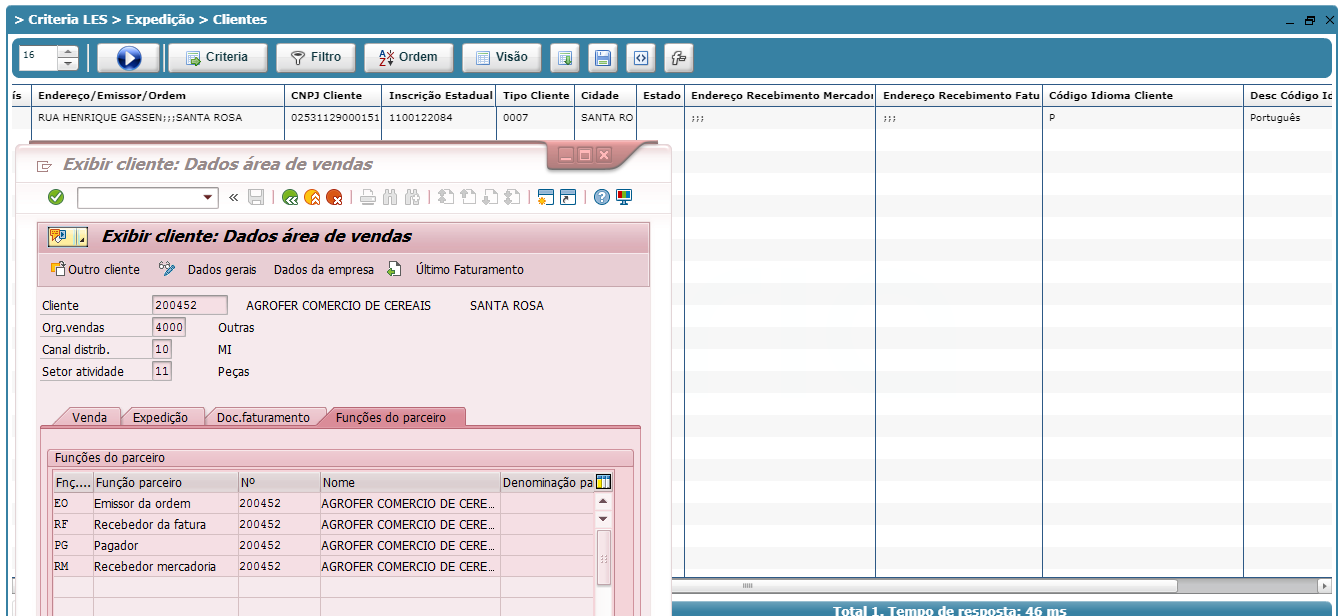 > Criteria LES > Expedição > Clientes
16 Criteria Filtro Ordem Visão
ís Endereço/Emissor/Ordem CNPJ Cliente Inscrição Estadual Tipo Cliente Cidade Estado Endereço Recebimento Mercador Endereço Recebimento Fatu Código Idioma Cliente Desc Código Id
RUA HENRIQUE GASSEN;;;SANTA ROSA 02531129000151 1100122084 0007 SANTA RO ;;; ;;; P Português
Exibir cliente: Dados área de vendas
Exibir cliente: Dados área de vendas
Outro cliente Dados gerais Dados da empresa Último Faturamento
Cliente 200452 AGROFER COMERCIO DE CEREAIS SANTA ROSA
Org.vendas 4000 Outras
Canal distrib. 10 MI
Setor atividade 11 Peças
Venda Expedição Doc.faturamento Funções do parceiro
Funções do parceiro
Fnç.... Função parceiro Nº Nome Denominação pa
EO Emissor da ordem 200452 AGROFER COMERCIO DE CERE...
RF Recebedor da fatura 200452 AGROFER COMERCIO DE CERE...
PG Pagador 200452 AGROFER COMERCIO DE CERE...
RM Recebedor mercadoria 200452 AGROFER COMERCIO DE CERE...
Total 1. Tempo de resposta: 46 ms